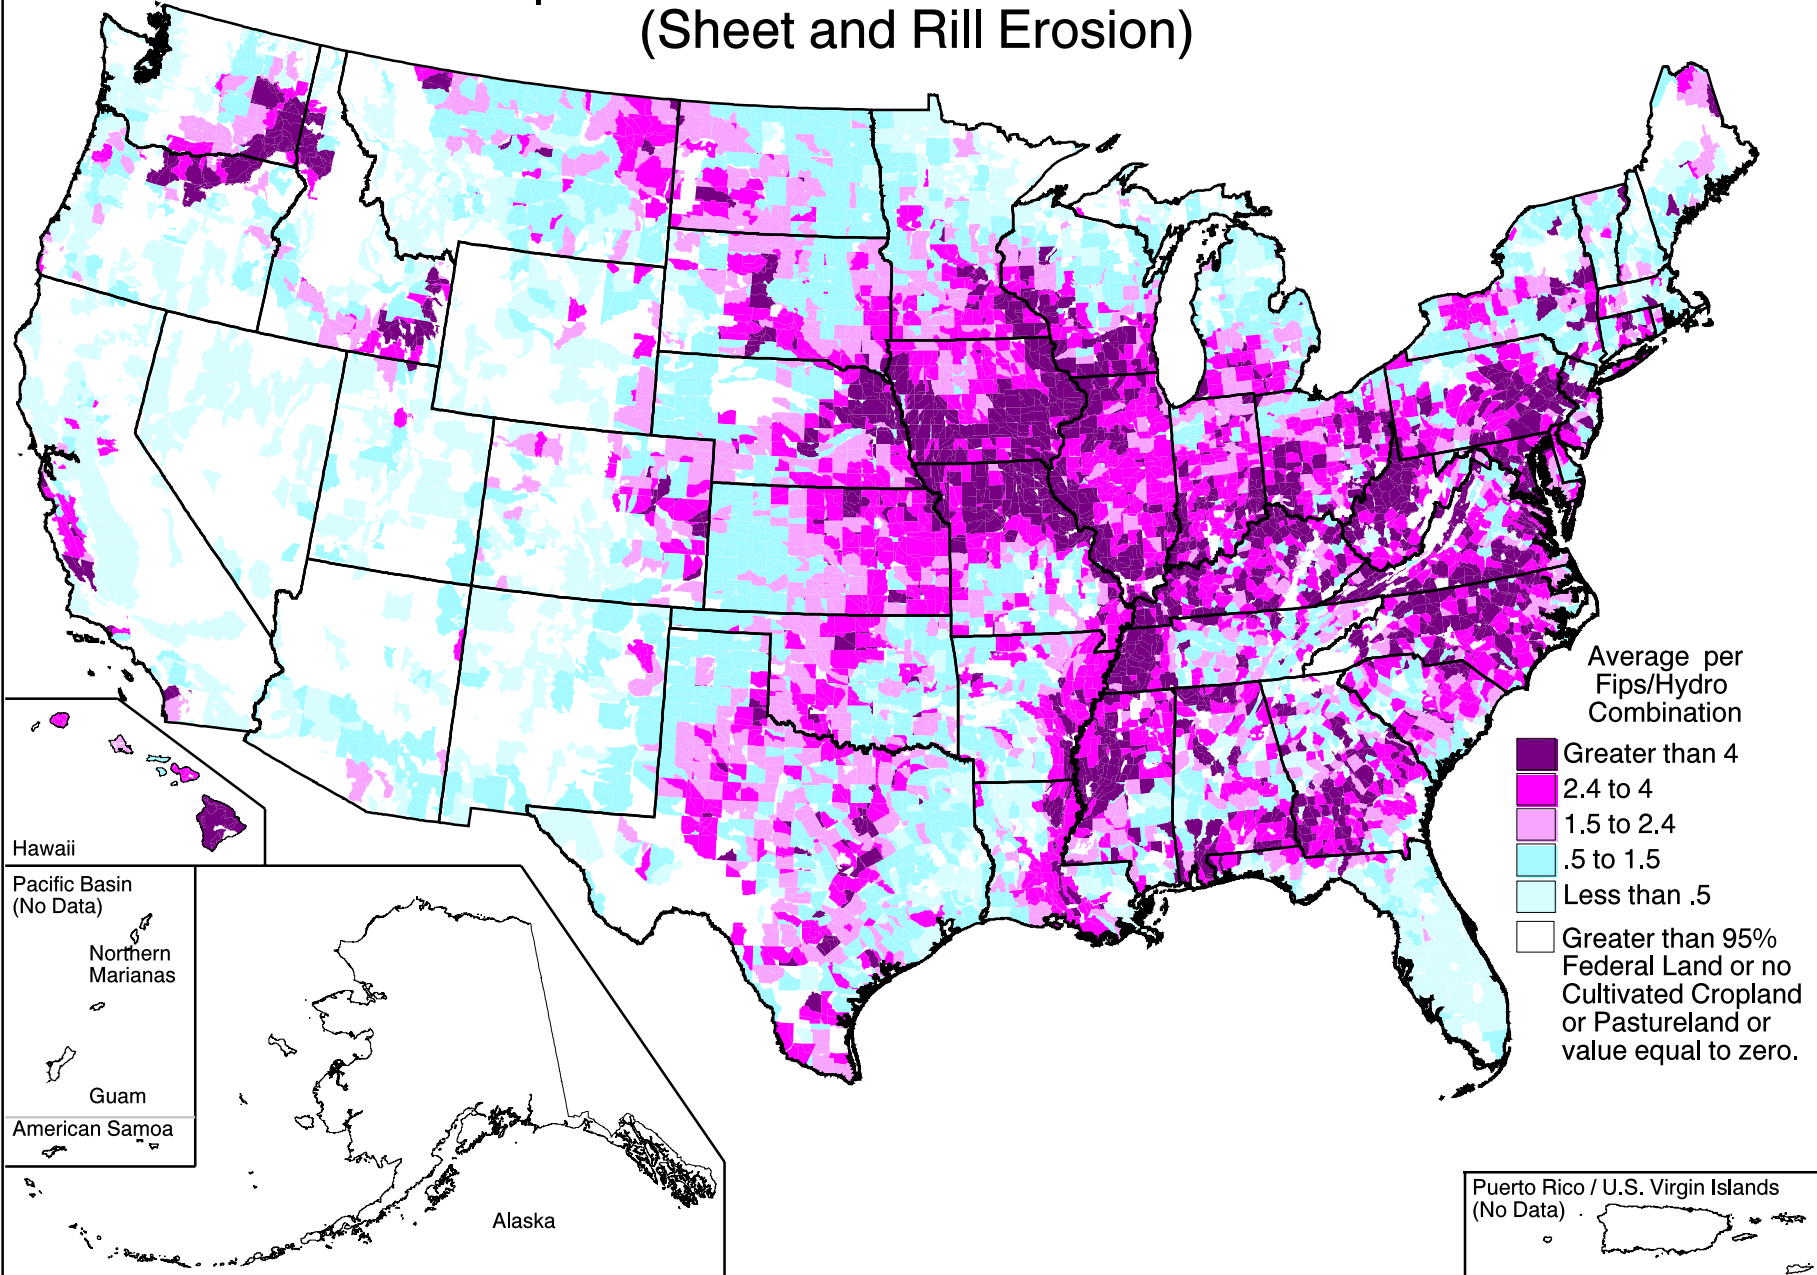 (Sheet and Rill Erosion)
Average per
Fips/Hydro
Combination
Greater than 4
2.4 to 4
1.5 to 2.4
.5 to 1.5
Less than .5
Greater than 95%
Federal Land or no
Cultivated Cropland
or Pastureland or
value equal to zero.
Hawaii
Pacific Basin
(No Data)
Northern
Marianas
Guam
American Samoa
Alaska
Puerto Rico / U.S. Virgin Islands
(No Data)